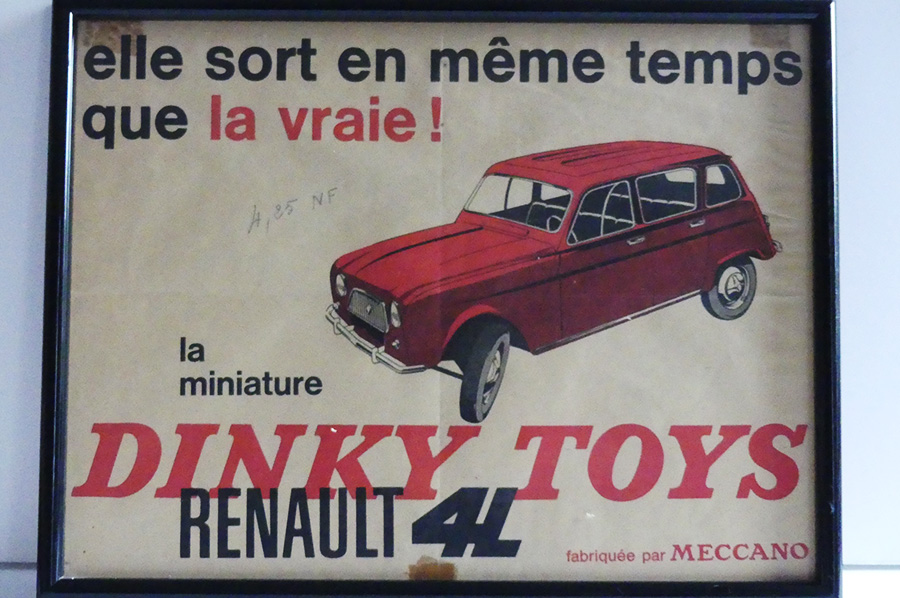 elle sort en même temps
que la vraie !
4,25 NF
la
miniature
DINKY TOYS
RENAULT 4L
fabriquée par MECCANO